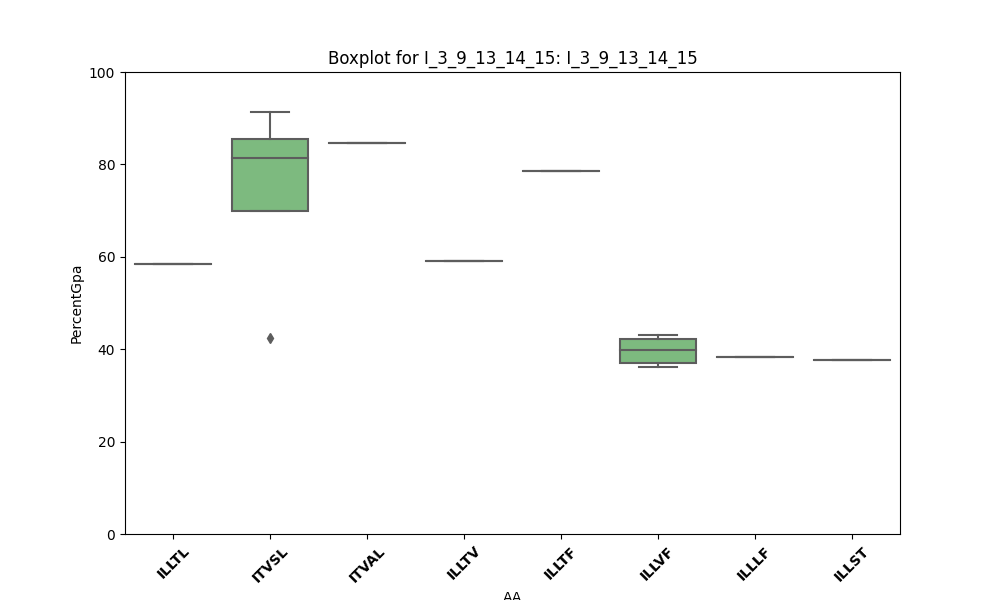 Boxplot for I_3_9_13_14_15: I_3_9_13_14_15
PercentGpa
100
80
60
40
20
0
ILLTL
ITVSL
ITVAL
ILLTV
ILLTF
ILLVF
ILLLF
ILLST
AA